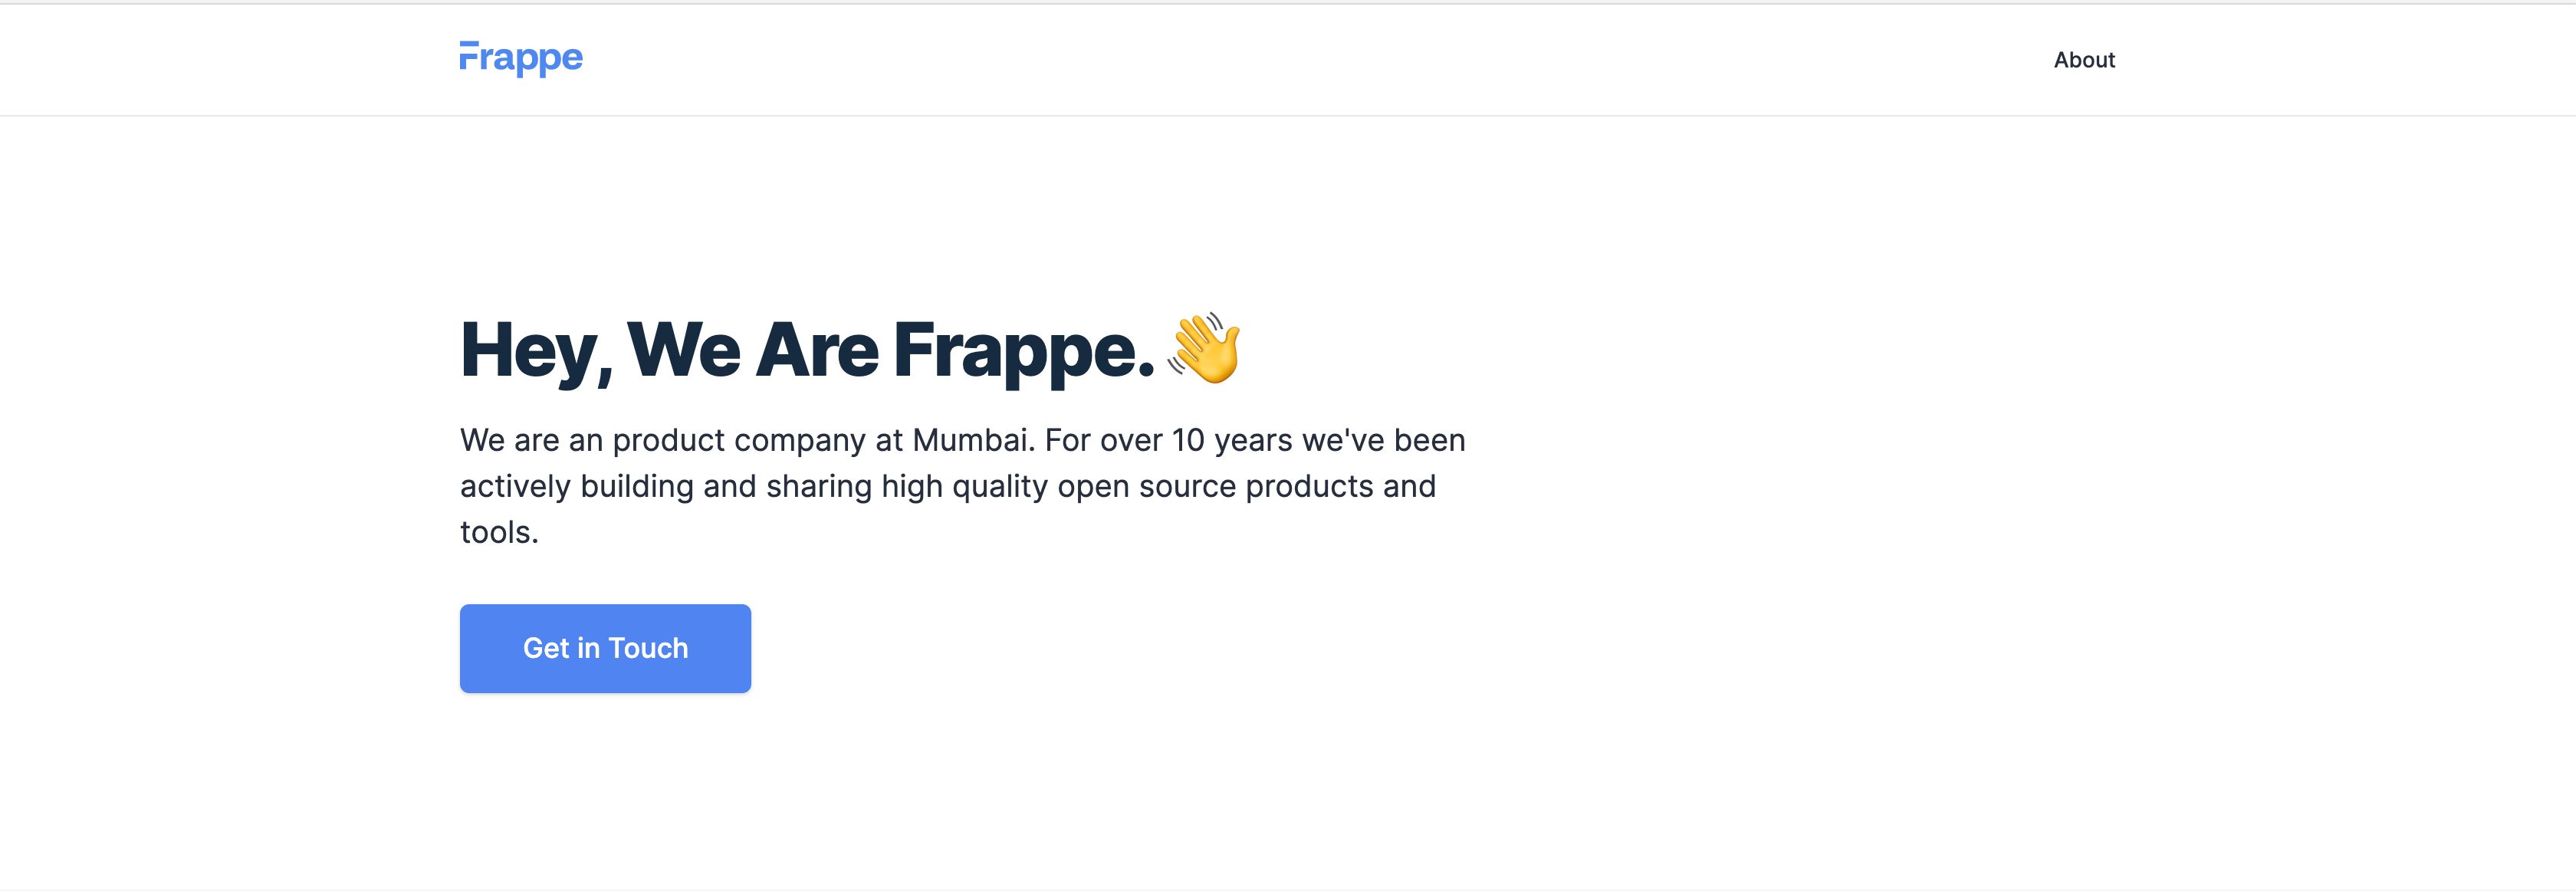 Frappe
About
Hey, We Are Frappe. 👋
We are an product company at Mumbai. For over 10 years we've been
actively building and sharing high quality open source products and
tools.
Get in Touch